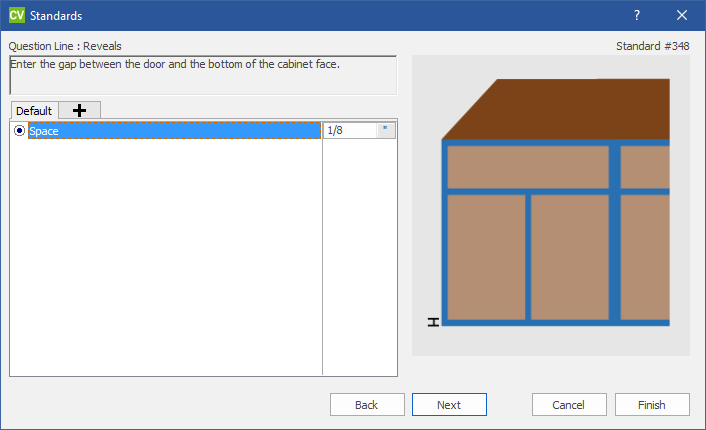 CV Standards ?
Question Line : Reveals
Standard #348
Enter the gap between the door and the bottom of the cabinet face.
Default
Space 1/8 "
Back Next Cancel Finish